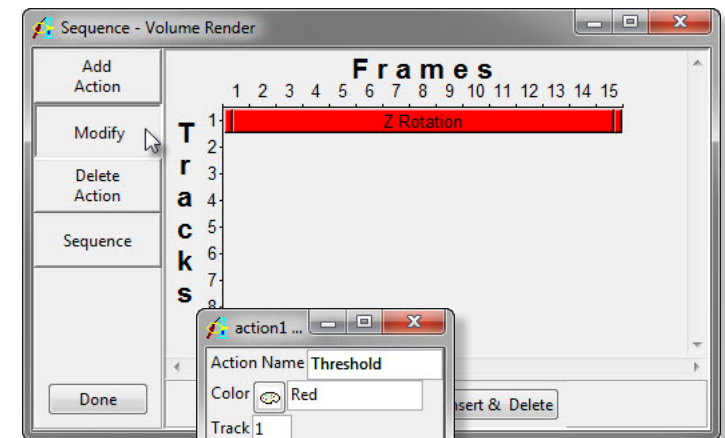 Sequence - Volume Render
Add
Action
Modify
Delete
Action
Sequence
Done
Frames
1 2 3 4 5 6 7 8 9 10 11 12 13 14 15
Tracks
1
2
3
4
5
6
7
8
Z Rotation
action1 ...
Action Name Threshold
Color Red
Track 1
& Delete